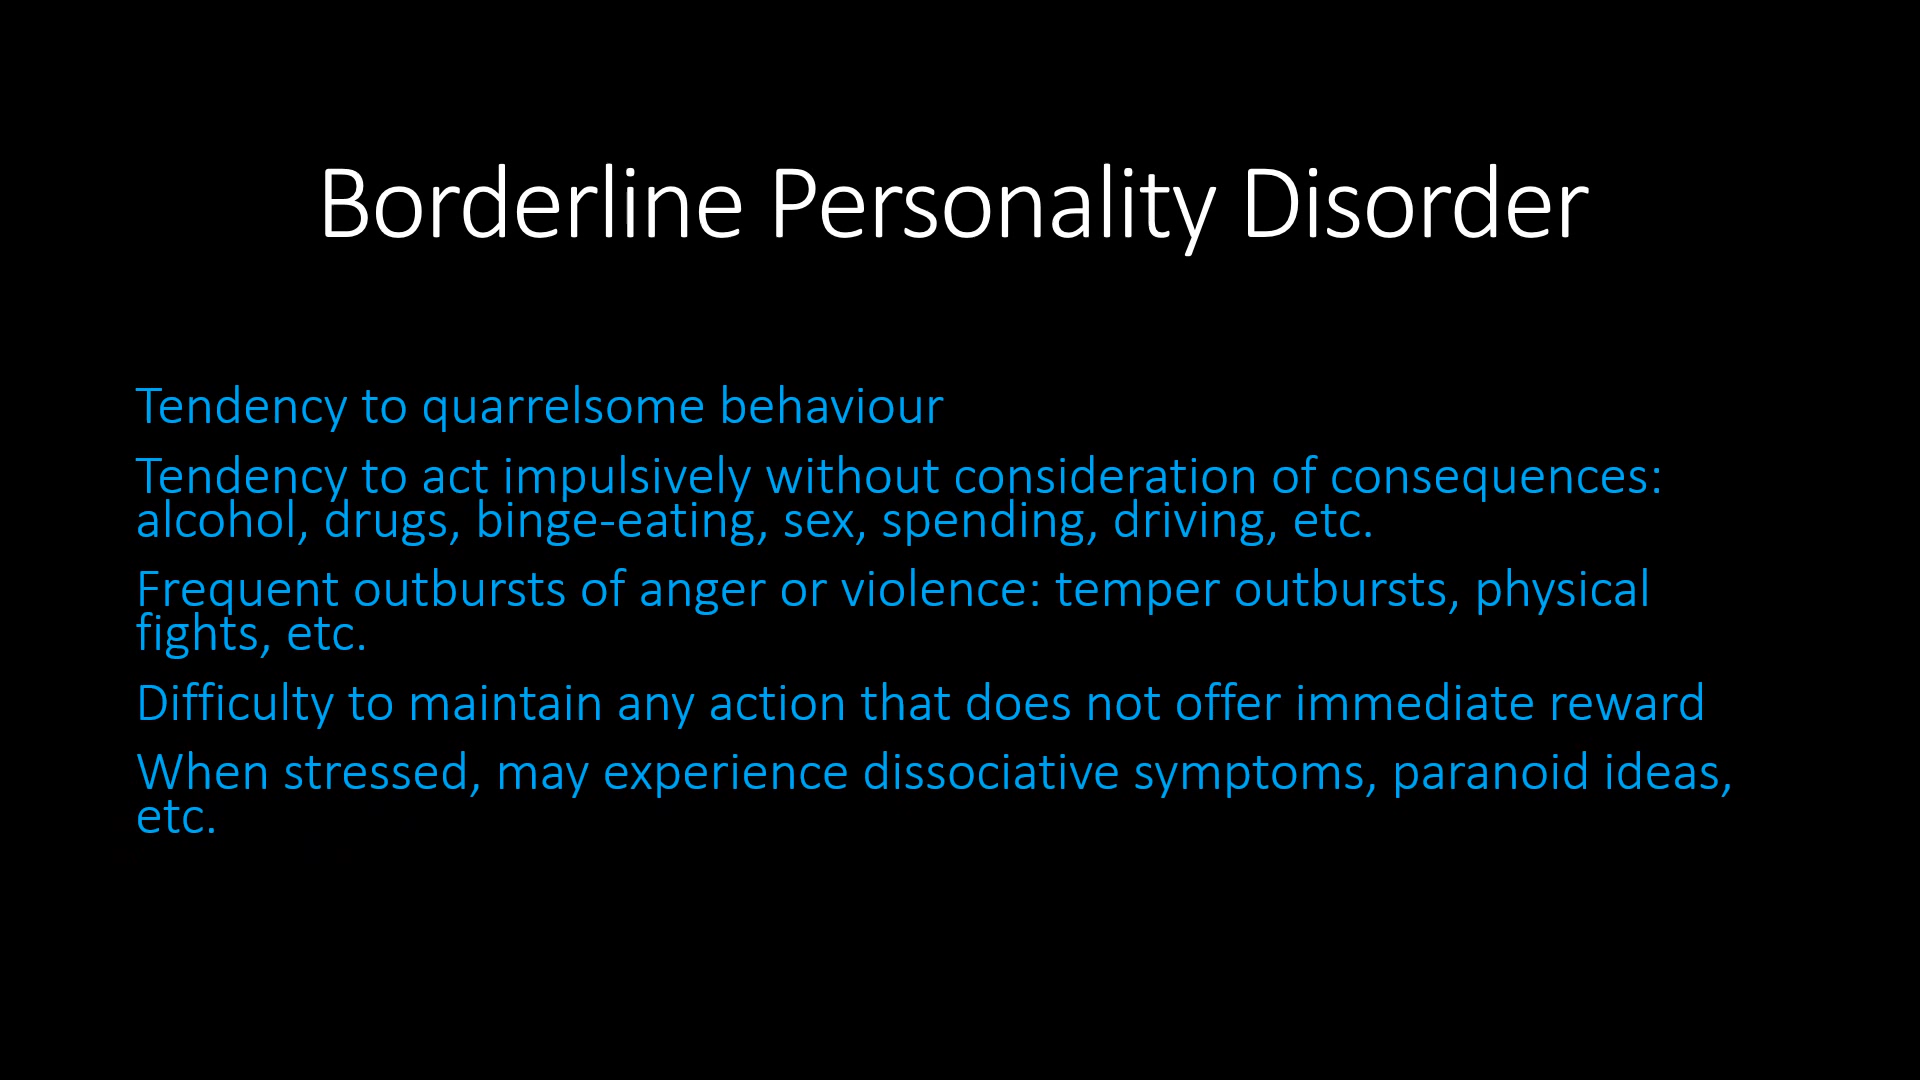 Borderline Personality Disorder
Tendency to quarrelsome behaviour
Tendency to act impulsively without consideration of consequences:
alcohol, drugs, binge-eating, sex, spending, driving, etc.
Frequent outbursts of anger or violence: temper outbursts, physical
fights, etc.
Difficulty to maintain any action that does not offer immediate reward
When stressed, may experience dissociative symptoms, paranoid ideas,
etc.